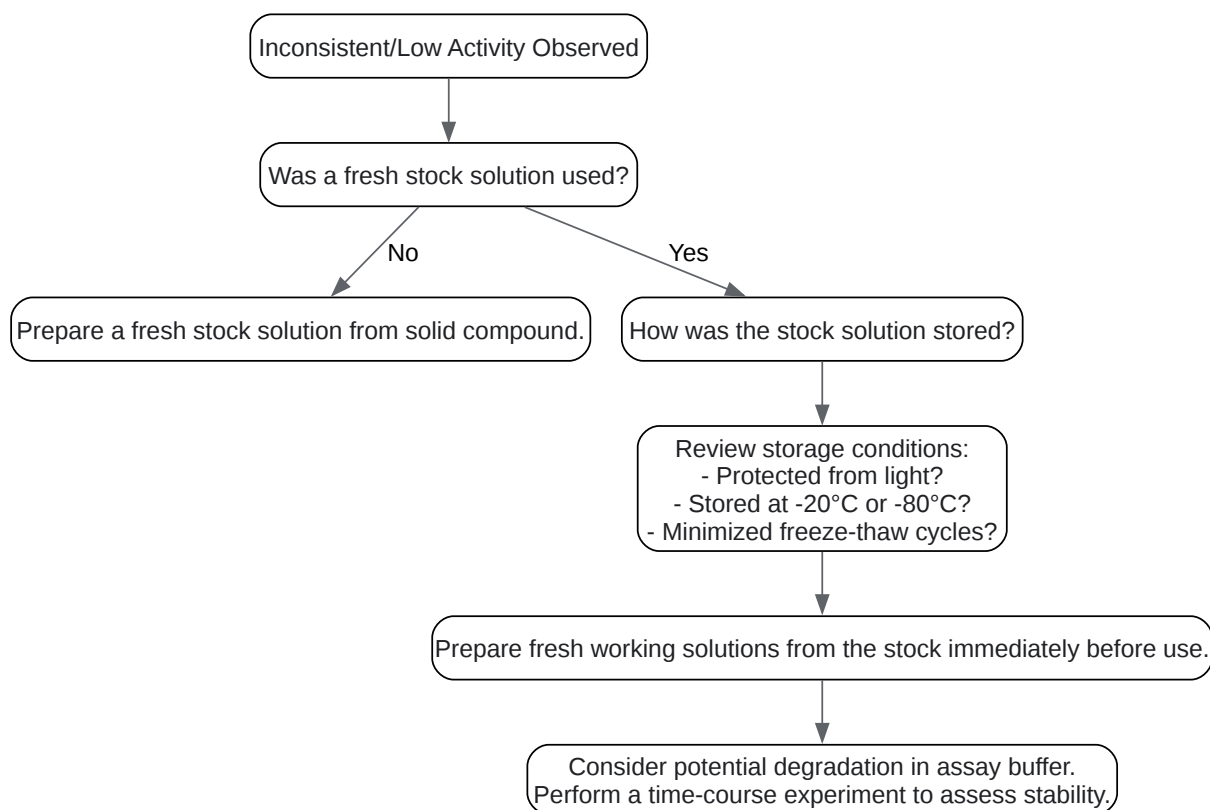 Inconsistent/Low Activity Observed
Was a fresh stock solution used?
No
Yes
Prepare a fresh stock solution from solid compound.
How was the stock solution stored?
Review storage conditions:
- Protected from light?
- Stored at -20°C or -80°C?
- Minimized freeze-thaw cycles?
Prepare fresh working solutions from the stock immediately before use.
Consider potential degradation in assay buffer.
Perform a time-course experiment to assess stability.